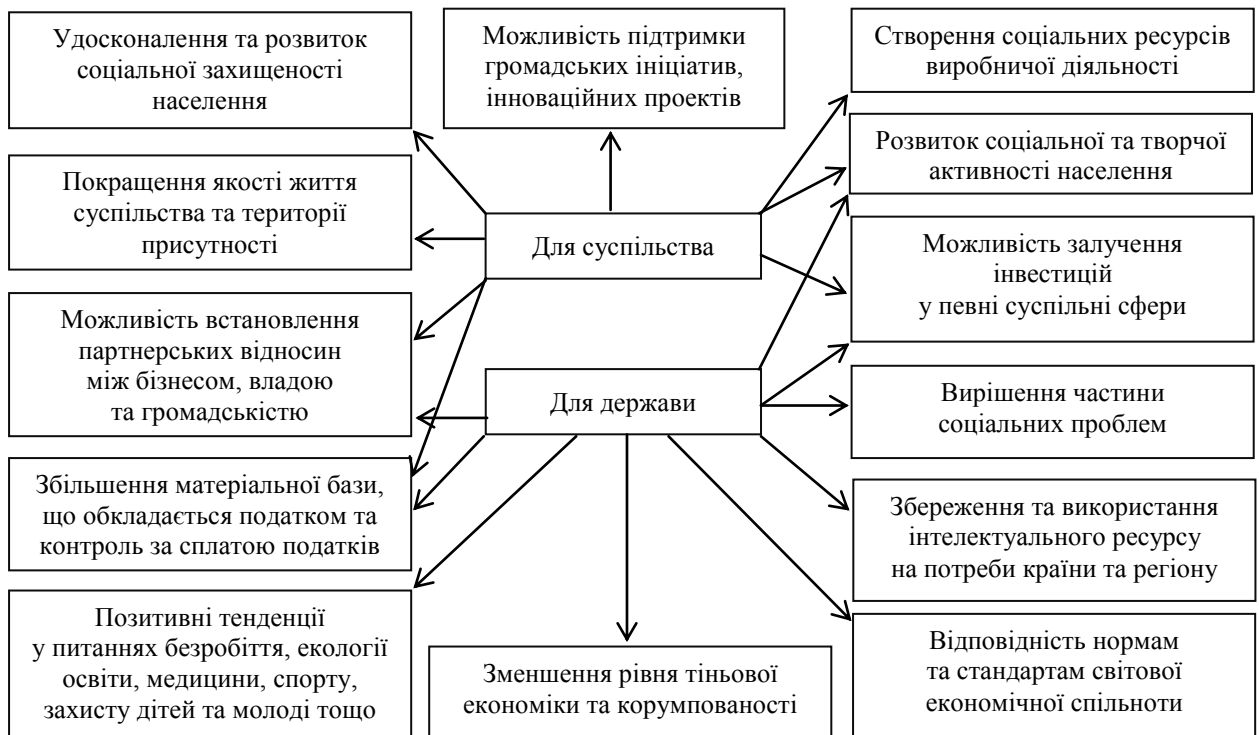 Удосконалення та розвиток
соціальної захищеності
населення
Можливість підтримки
громадських ініціатив,
інноваційних проектів
Створення соціальних ресурсів
виробничої діяльності
Розвиток соціальної та творчої
активності населення
Покращення якості життя
суспільства та території
присутності
Для суспільства
Можливість залучення
інвестицій
у певні суспільні сфери
Можливість встановлення
партнерських відносин
між бізнесом, владою
та громадськістю
Для держави
Вирішення частини
соціальних проблем
Збільшення матеріальної бази,
що обкладається податком та
контроль за сплатою податків
Збереження та використання
інтелектуального ресурсу
на потреби країни та регіону
Позитивні тенденції
у питаннях безробіття, екології
освіти, медицини, спорту,
захисту дітей та молоді тощо
Зменшення рівня тіньової
економіки та корумпованості
Відповідність нормам
та стандартам світової
економічної спільноти